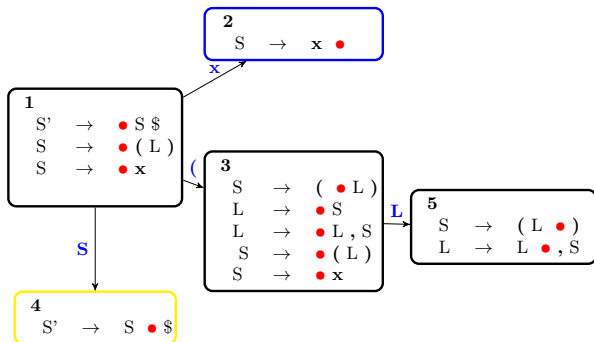 2
S → x •
x
1
S' → • S $
S → • ( L )
S → • x
(
3
S → ( • L )
L → • S
L → • L , S
S → • ( L )
S → • x
L
5
S → ( L • )
L → L • , S
S
4
S' → S • $